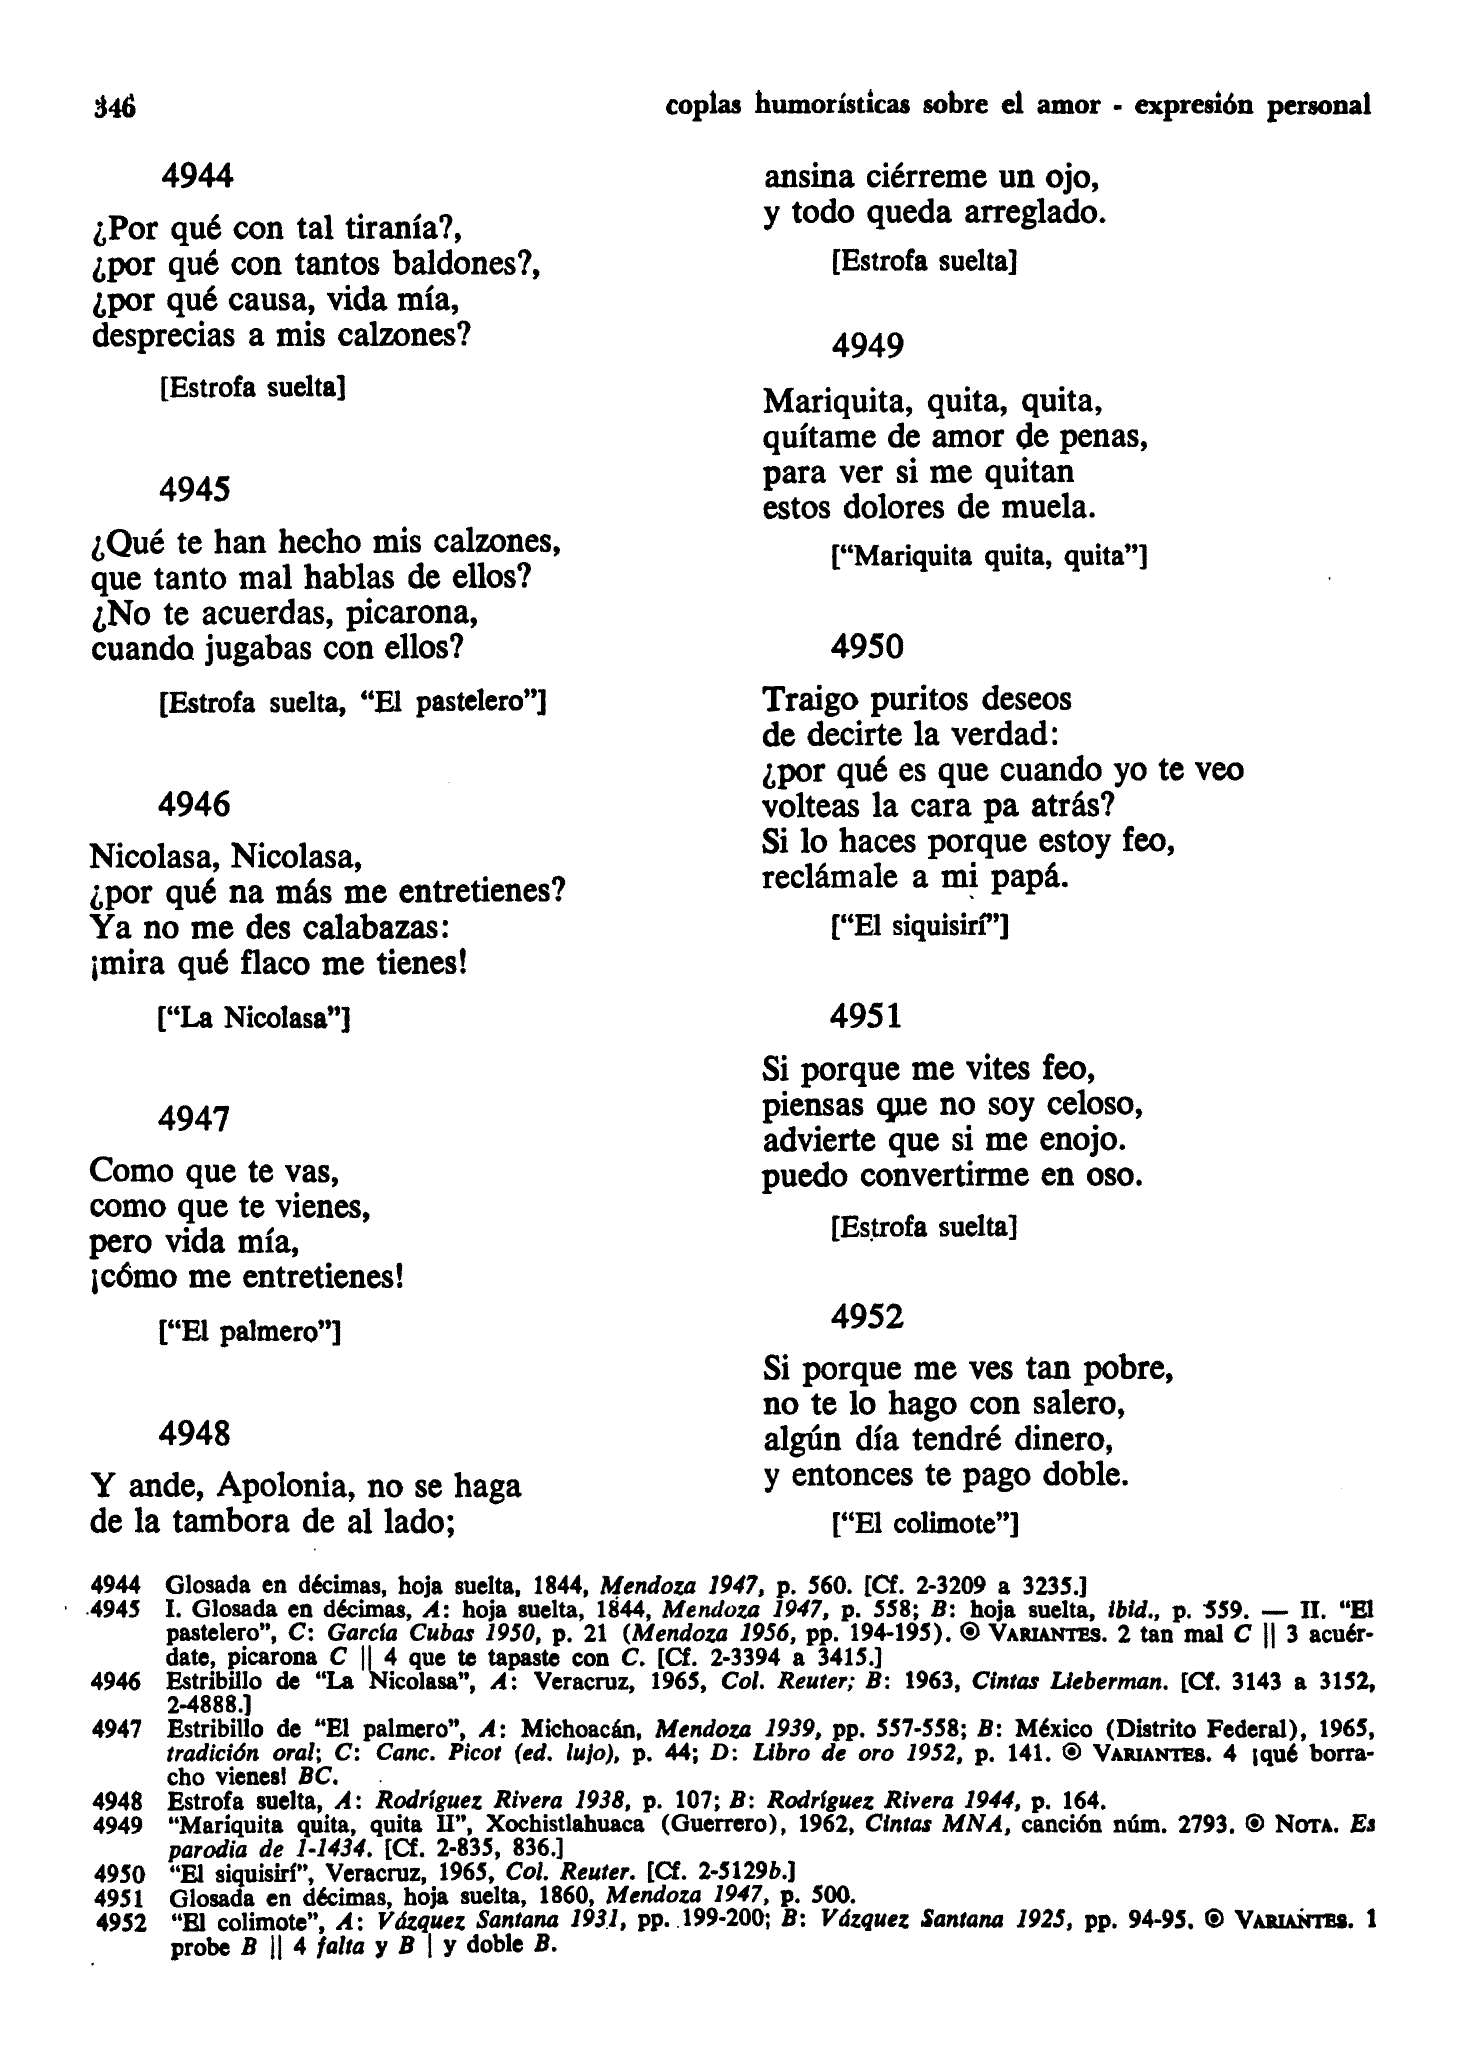 346
coplas humorísticas sobre el amor - expresión personal
4944
¿Por qué con tal tiranía?,
¿por qué con tantos baldones?,
¿por qué causa, vida mía,
desprecias a mis calzones?
[Estrofa suelta]
4945
¿Qué te han hecho mis calzones,
que tanto mal hablas de ellos?
¿No te acuerdas, picarona,
cuando jugabas con ellos?
[Estrofa suelta, “El pastelero”]
4946
Nicolasa, Nicolasa,
¿por qué na más me entretienes?
Ya no me des calabazas:
¡mira qué flaco me tienes!
[“La Nicolasa”]
4947
Como que te vas,
como que te vienes,
pero vida mía,
¡cómo me entretienes!
[“El palmero”]
4948
Y ande, Apolonia, no se haga
de la tambora de al lado;
ansina ciérreme un ojo,
y todo queda arreglado.
[Estrofa suelta]
4949
Mariquita, quita, quita,
quítame de amor de penas,
para ver si me quitan
estos dolores de muela.
[“Mariquita quita, quita”]
4950
Traigo puritos deseos
de decirte la verdad:
¿por qué es que cuando yo te veo
volteas la cara pa atrás?
Si lo haces porque estoy feo,
reclámale a mi papá.
[“El siquisirí”]
4951
Si porque me vites feo,
piensas que no soy celoso,
advierte que si me enojo.
puedo convertirme en oso.
[Estrofa suelta]
4952
Si porque me ves tan pobre,
no te lo hago con salero,
algún día tendré dinero,
y entonces te pago doble.
[“El colimote”]
4944 Glosada en décimas, hoja suelta, 1844, Mendoza 1947, p. 560. [Cf. 2-3209 a 3235.]
4945 I. Glosada en décimas, A: hoja suelta, 1844, Mendoza 1947, p. 558; B: hoja suelta, ibid., p. 559. — II. “El
pastelero”, C: García Cubas 1950, p. 21 (Mendoza 1956, pp. 194-195). ⊙ VARIANTES. 2 tan mal C || 3 acuér-
date, picarona C || 4 que te tapaste con C. [Cf. 2-3394 a 3415.]
4946 Estribillo de “La Nicolasa”, A: Veracruz, 1965, Col. Reuter; B: 1963, Cintas Lieberman. [Cf. 3143 a 3152,
2-4888.]
4947 Estribillo de “El palmero”, A: Michoacán, Mendoza 1939, pp. 557-558; B: México (Distrito Federal), 1965,
tradición oral; C: Canc. Picot (ed. lujo), p. 44; D: Libro de oro 1952, p. 141. ⊙ VARIANTES. 4 ¡qué borra-
cho vienes! BC.
4948 Estrofa suelta, A: Rodríguez Rivera 1938, p. 107; B: Rodríguez Rivera 1944, p. 164.
4949 “Mariquita quita, quita II”, Xochistlahuaca (Guerrero), 1962, Cintas MNA, canción núm. 2793. ⊙ NOTA. Es
parodia de 1-1434. [Cf. 2-835, 836.]
4950 “El siquisirí”, Veracruz, 1965, Col. Reuter. [Cf. 2-5129b.]
4951 Glosada en décimas, hoja suelta, 1860, Mendoza 1947, p. 500.
4952 “El colimote”, A: Vázquez Santana 1931, pp. 199-200; B: Vázquez Santana 1925, pp. 94-95. ⊙ VARIANTES. 1
probe B || 4 falta y B | y doble B.